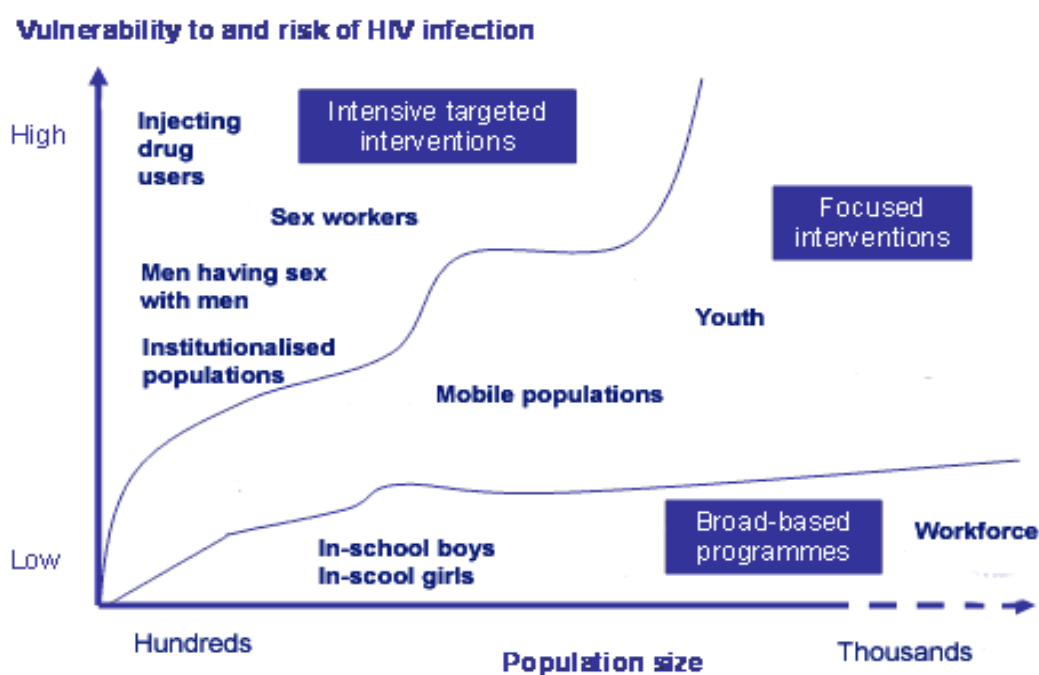 Vulnerability to and risk of HIV infection
High
Injecting
drug
users
Intensive targeted
interventions
Sex workers
Focused
interventions
Men having sex
with men
Youth
Institutionalised
populations
Mobile populations
Broad-based
programmes
Workforce
In-school boys
In-scool girls
Low
Hundreds
Population size
Thousands